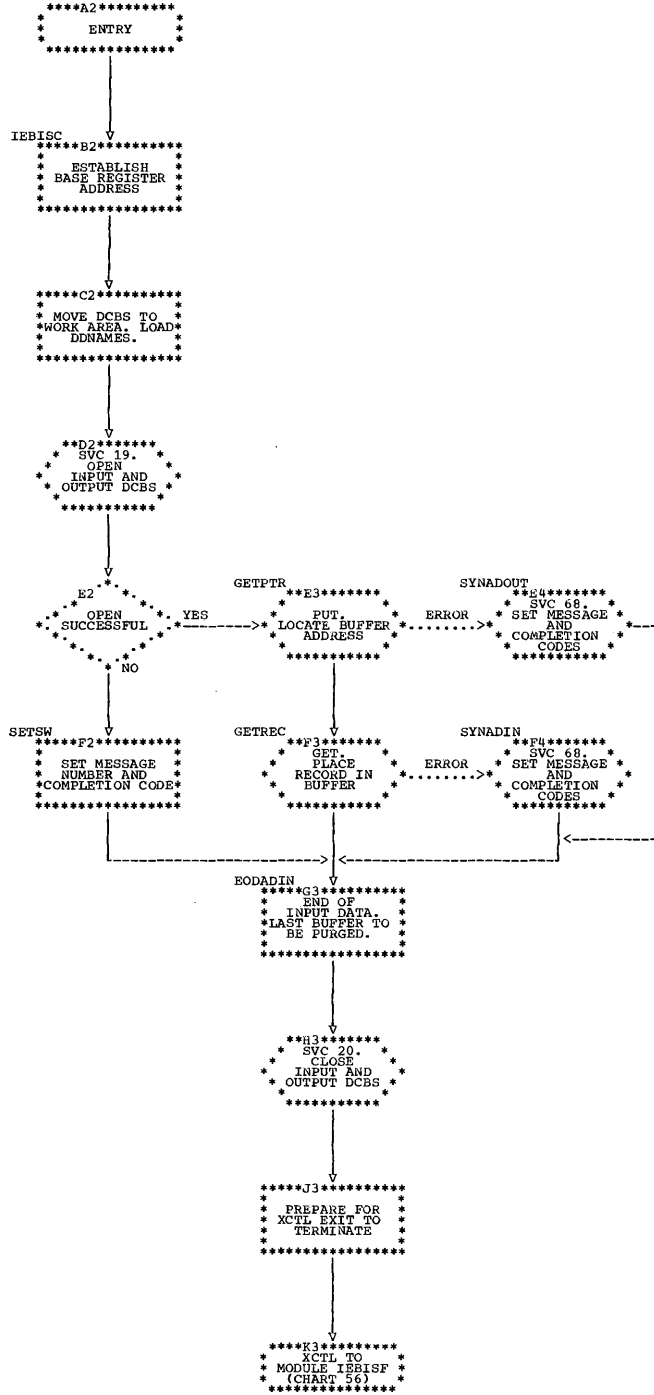 A2
ENTRY
IEBISC
B2
ESTABLISH
BASE REGISTER
ADDRESS
C2
MOVE DCBS TO
WORK AREA. LOAD
DDNAMES.
D2
SVC 19.
OPEN
INPUT AND
OUTPUT DCBS
E2
OPEN
SUCCESSFUL
YES
NO
GETPTR
E3
PUT.
LOCATE BUFFER
ADDRESS
ERROR
SYNADOUT
E4
SVC 68.
SET MESSAGE
AND
COMPLETION
CODES
SETSW
F2
SET MESSAGE
NUMBER AND
COMPLETION CODE
GETREC
F3
GET.
PLACE
RECORD IN
BUFFER
ERROR
SYNADIN
F4
SVC 68.
SET MESSAGE
AND
COMPLETION
CODES
EODADIN
G3
END OF
INPUT DATA.
LAST BUFFER TO
BE PURGED.
H3
SVC 20.
CLOSE
INPUT AND
OUTPUT DCBS
J3
PREPARE FOR
XCTL EXIT TO
TERMINATE
K3
XCTL TO
MODULE IEBISF
(CHART 56)